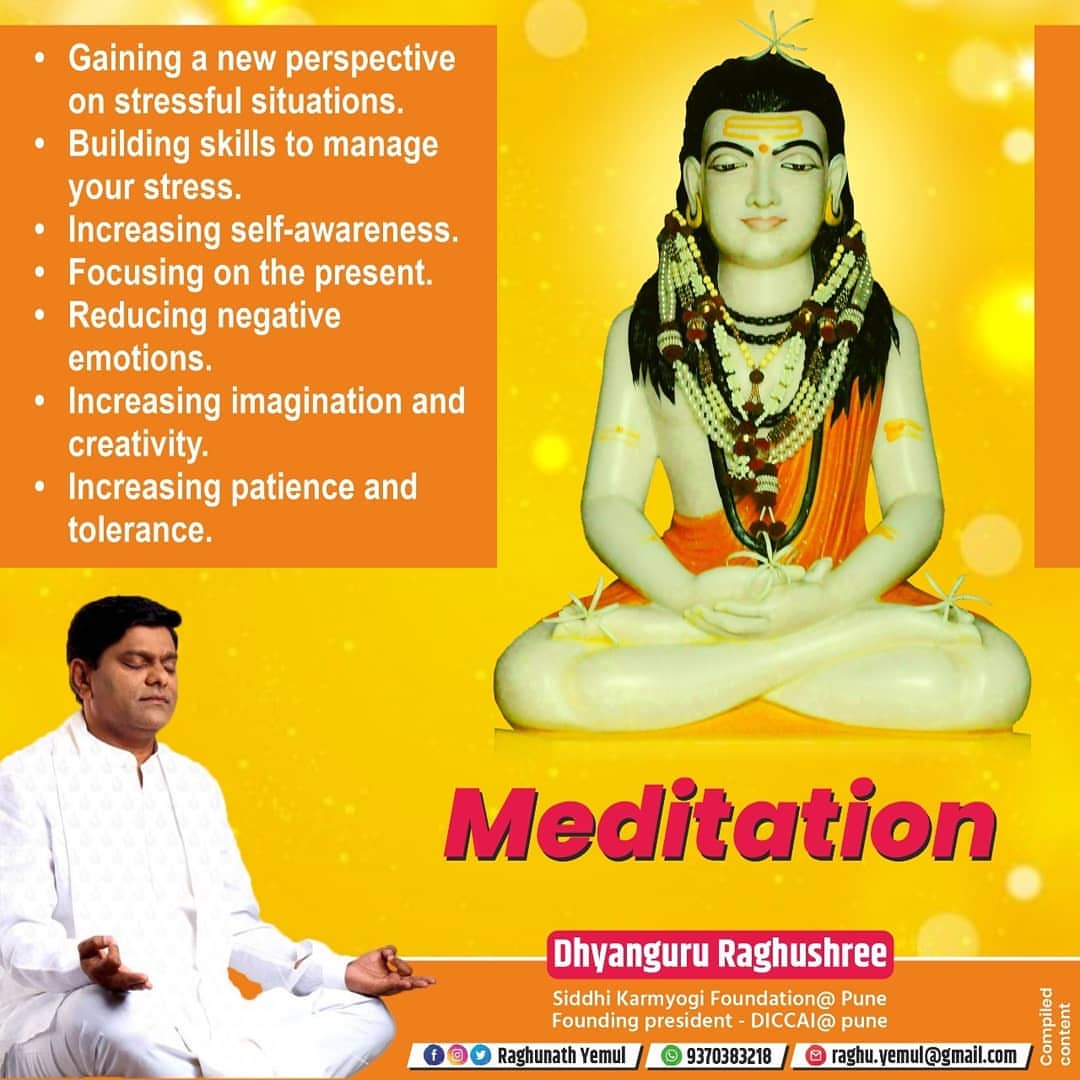 • Gaining a new perspective
on stressful situations.
• Building skills to manage
your stress.
• Increasing self-awareness.
• Focusing on the present.
• Reducing negative
emotions.
• Increasing imagination and
creativity.
• Increasing patience and
tolerance.
Meditation
Dhyanguru Raghushree
Siddhi Karmyogi Foundation@ Pune
Founding president - DICCAI@ pune
Raghunath Yemul / 9370383218 / raghu.yemul@gmail.com
Compiled
content